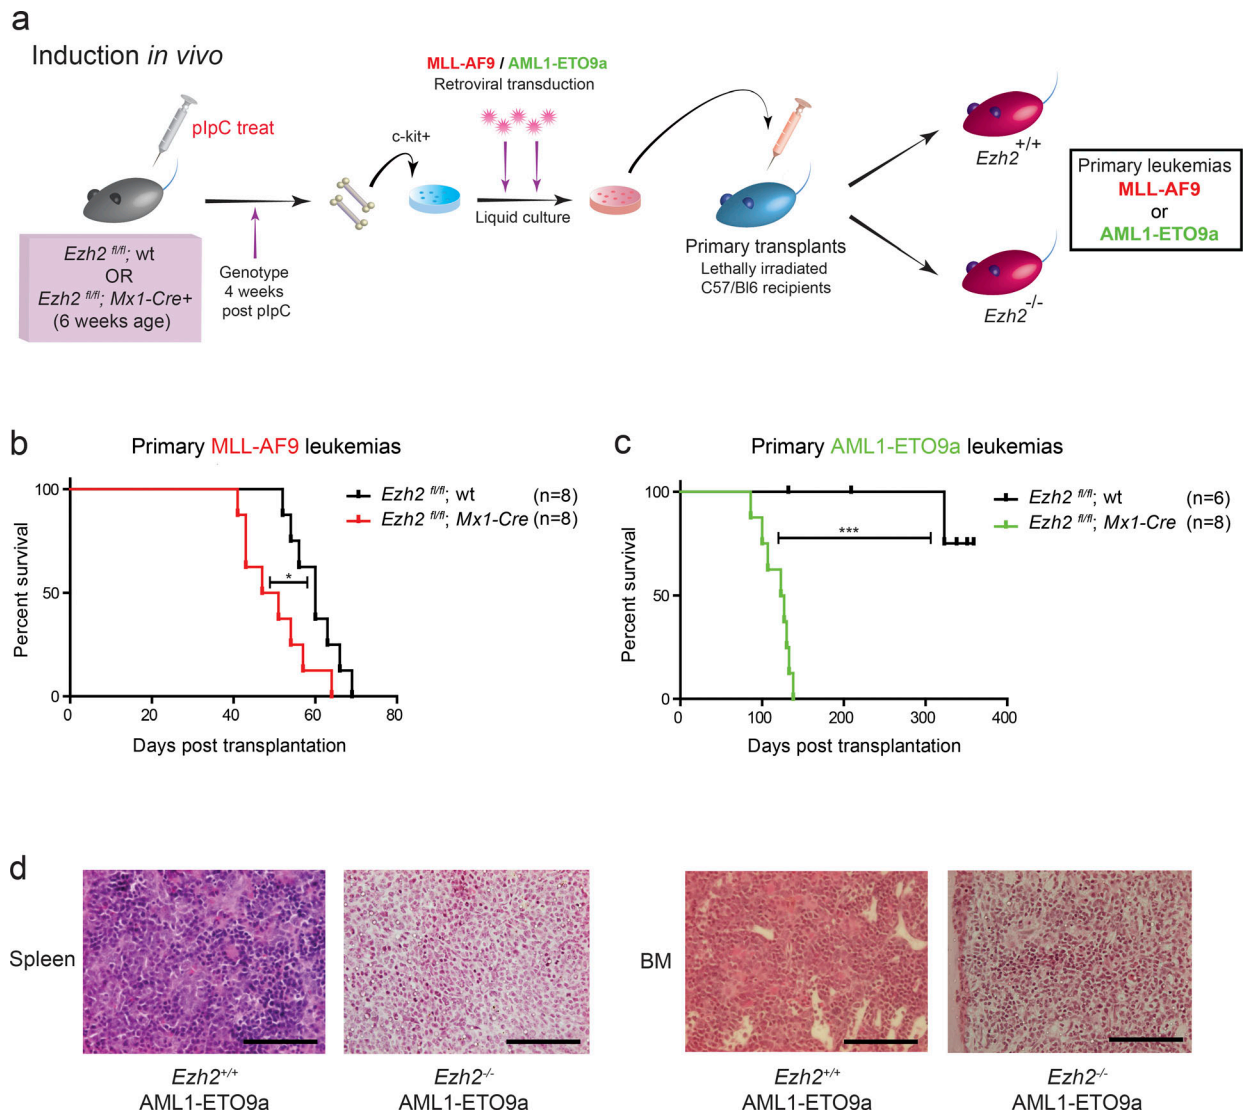 a
Induction in vivo
MLL-AF9 / AML1-ETO9a
Retroviral transduction
pIpC treat
c-kit+
Liquid culture
Ezh2 fl/fl; wt
OR
Ezh2 fl/fl; Mx1-Cre+
(6 weeks age)
Genotype
4 weeks
post pIpC
Primary transplants
Lethally irradiated
C57/Bl6 recipients
Ezh2 +/+
Ezh2 -/-
Primary leukemias
MLL-AF9
or
AML1-ETO9a
b
Primary MLL-AF9 leukemias
Percent survival
100
50
0
0 20 40 60 80
Days post transplantation
*
Ezh2 fl/fl; wt (n=8)
Ezh2 fl/fl; Mx1-Cre (n=8)
c
Primary AML1-ETO9a leukemias
Percent survival
100
50
0
0 100 200 300 400
Days post transplantation
***
Ezh2 fl/fl; wt (n=6)
Ezh2 fl/fl; Mx1-Cre (n=8)
d
Spleen
Ezh2+/+
AML1-ETO9a
Ezh2-/-
AML1-ETO9a
BM
Ezh2+/+
AML1-ETO9a
Ezh2-/-
AML1-ETO9a